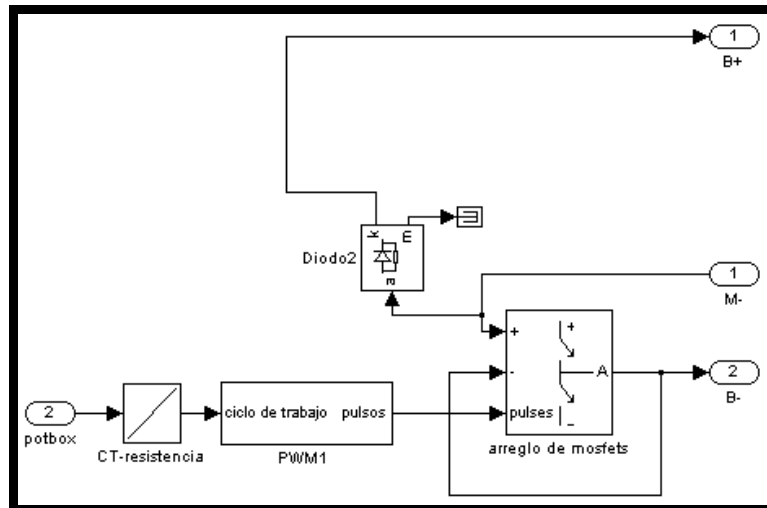 1
B+
k
m
Diodo2
a
1
M-
+
+
-
A
2
B-
2
potbox
ciclo de trabajo
pulsos
pulses
-
CT-resistencia
PWM1
arreglo de mosfets